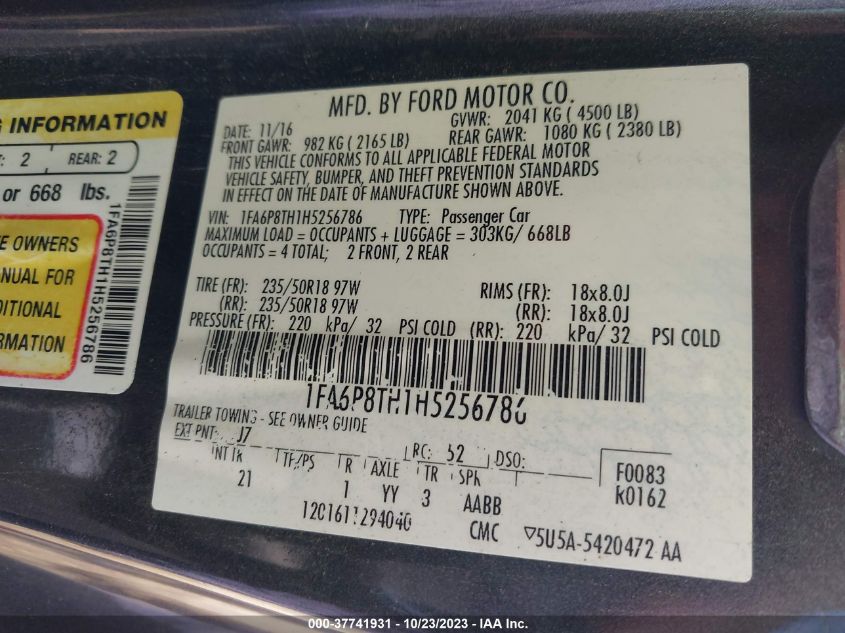 G INFORMATION
T: 2 REAR: 2
or 668 lbs.
E OWNERS
ANUAL FOR
DITIONAL
RMATION
1FA6P8TH1H5256786
MFD. BY FORD MOTOR CO.
DATE: 11/16 GVWR: 2041 KG ( 4500 LB)
FRONT GAWR: 982 KG ( 2165 LB) REAR GAWR: 1080 KG ( 2380 LB)
THIS VEHICLE CONFORMS TO ALL APPLICABLE FEDERAL MOTOR
VEHICLE SAFETY, BUMPER, AND THEFT PREVENTION STANDARDS
IN EFFECT ON THE DATE OF MANUFACTURE SHOWN ABOVE.
VIN: 1FA6P8TH1H5256786 TYPE: Passenger Car
MAXIMUM LOAD = OCCUPANTS + LUGGAGE = 303KG/ 668LB
OCCUPANTS = 4 TOTAL; 2 FRONT, 2 REAR
TIRE (FR): 235/50R18 97W RIMS (FR): 18x8.0J
(RR): 235/50R18 97W (RR): 18x8.0J
PRESSURE (FR): 220 kPa/ 32 PSI COLD (RR): 220 kPa/ 32 PSI COLD
1FA6P8TH1H5256786
TRAILER TOWING - SEE OWNER GUIDE
EXT PNT: J7 RC: 52 DSO:
INT TR TP/PS R AXLE TR SPR F0083
21 1 YY 3 AABB R0162
CMC
▽5U5A-5420472 AA
000-37741931 - 10/23/2023 - IAA Inc.